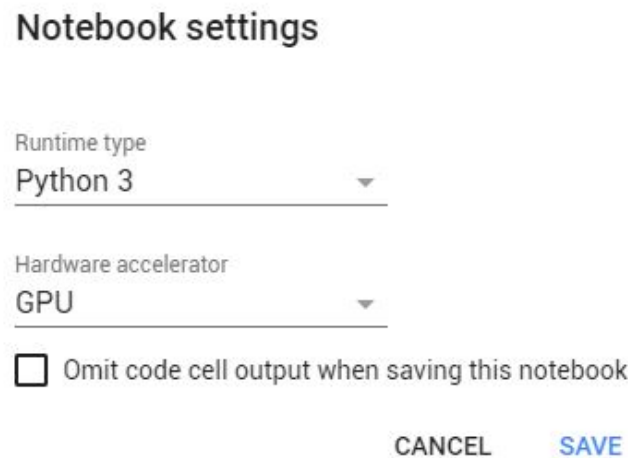 Notebook settings
Runtime type
Python 3
Hardware accelerator
GPU
Omit code cell output when saving this notebook
CANCEL SAVE